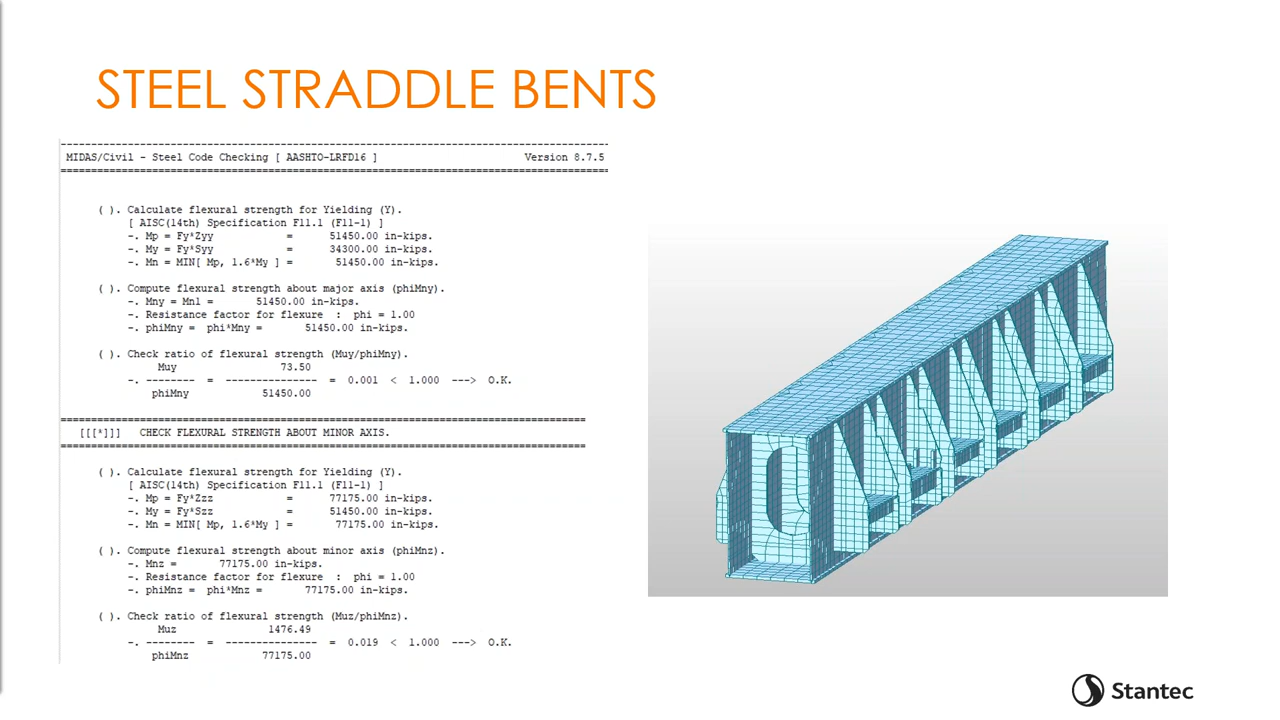 STEEL STRADDLE BENTS
MIDAS/Civil - Steel Code Checking [ AASHTO-LRFD16 ] Version 8.7.5
( ). Calculate flexural strength for Yielding (Y).
[ AISC(14th) Specification F11.1 (F11-1) ]
-. Mp = Fy*Zyy = 51450.00 in-kips.
-. My = Fy*Syy = 34300.00 in-kips.
-. Mn = MIN[ Mp, 1.6*My ] = 51450.00 in-kips.
( ). Compute flexural strength about major axis (phiMny).
-. Mny = Mn1 = 51450.00 in-kips.
-. Resistance factor for flexure : phi = 1.00
-. phiMny = phi*Mny = 51450.00 in-kips.
( ). Check ratio of flexural strength (Muy/phiMny).
Muy 73.50
-. -------- = --------------- = 0.001 < 1.000 ---> O.K.
phiMny 51450.00
[[[*]]] CHECK FLEXURAL STRENGTH ABOUT MINOR AXIS.
( ). Calculate flexural strength for Yielding (Y).
[ AISC(14th) Specification F11.1 (F11-1) ]
-. Mp = Fy*Zzz = 77175.00 in-kips.
-. My = Fy*Szz = 51450.00 in-kips.
-. Mn = MIN[ Mp, 1.6*My ] = 77175.00 in-kips.
( ). Compute flexural strength about minor axis (phiMnz).
-. Mnz = 77175.00 in-kips.
-. Resistance factor for flexure : phi = 1.00
-. phiMnz = phi*Mnz = 77175.00 in-kips.
( ). Check ratio of flexural strength (Muz/phiMnz).
Muz 1476.49
-. -------- = --------------- = 0.019 < 1.000 ---> O.K.
phiMnz 77175.00
Stantec